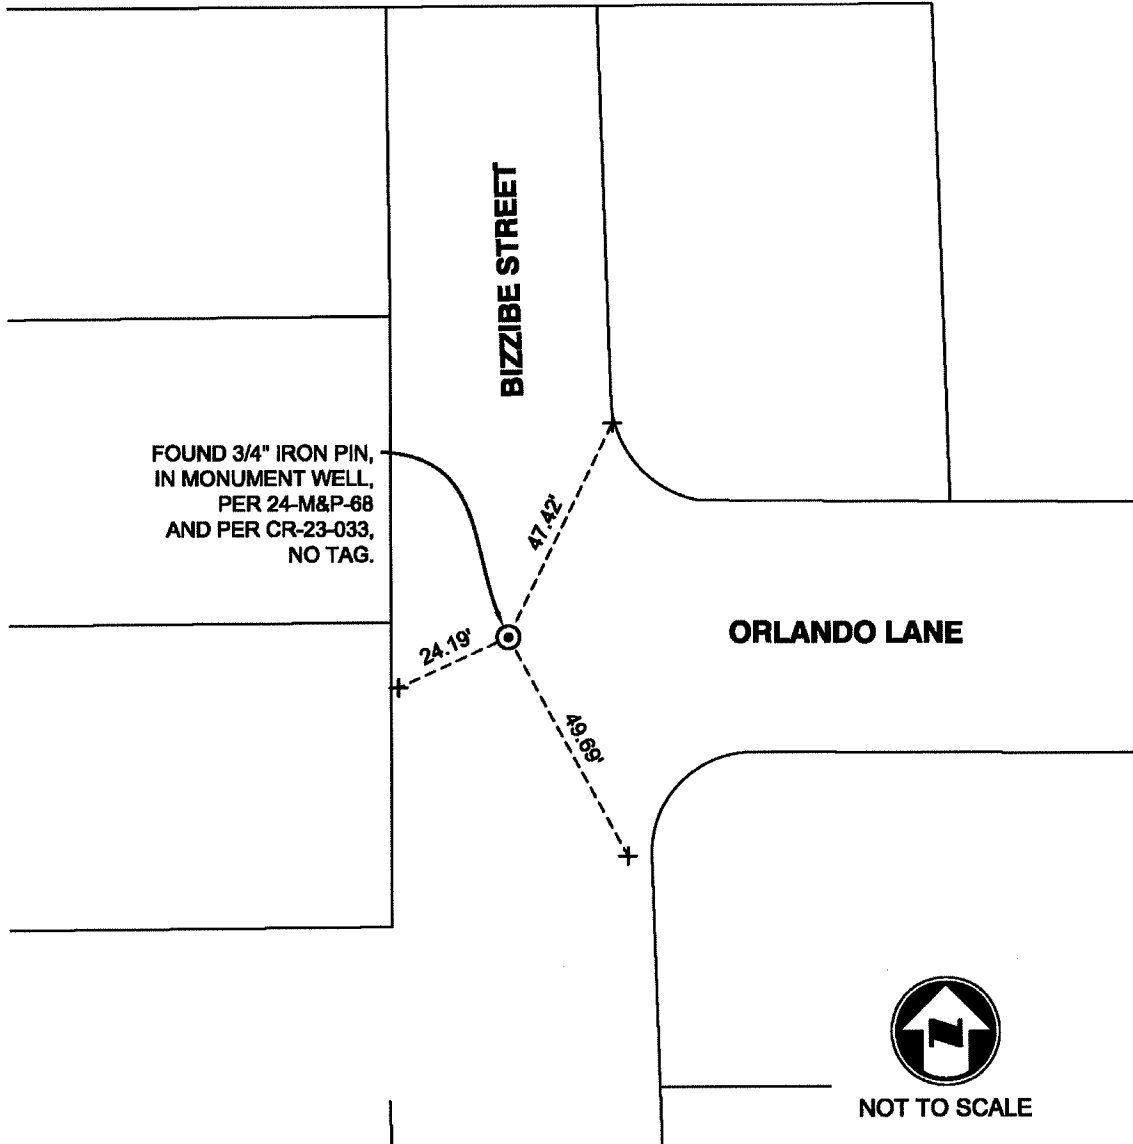 BIZZIBE STREET
FOUND 3/4" IRON PIN,
IN MONUMENT WELL,
PER 24-M&P-68
AND PER CR-23-033,
NO TAG.
47.42'
24.19'
ORLANDO LANE
49.69'
N
NOT TO SCALE